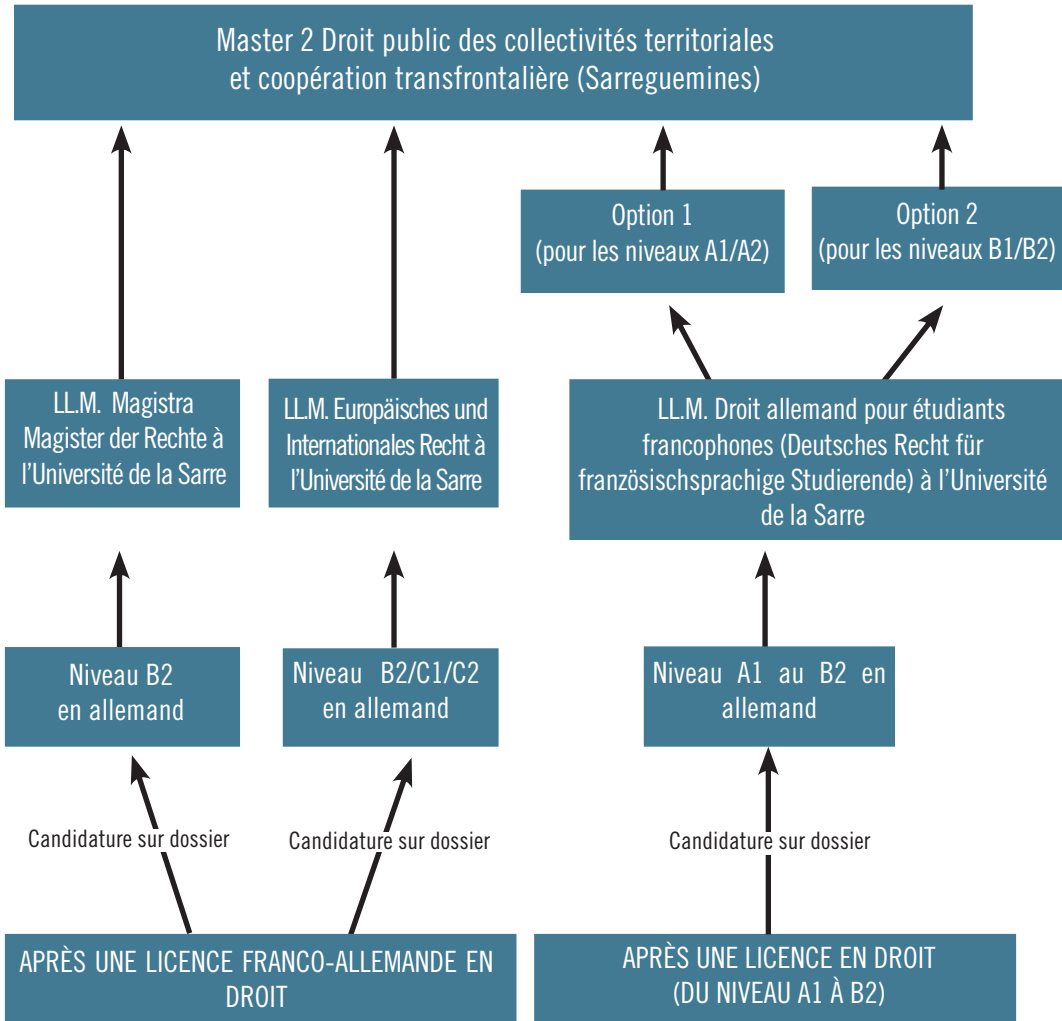 Master 2 Droit public des collectivités territoriales
et coopération transfrontalière (Sarreguemines)
Option 1
(pour les niveaux A1/A2)
Option 2
(pour les niveaux B1/B2)
LL.M. Magistra
Magister der Rechte à
l'Université de la Sarre
LL.M. Europäisches und
Internationales Recht à
l'Université de la Sarre
LL.M. Droit allemand pour étudiants
francophones (Deutsches Recht für
französischsprachige Studierende) à l'Université
de la Sarre
Niveau B2
en allemand
Niveau B2/C1/C2
en allemand
Niveau A1 au B2 en
allemand
Candidature sur dossier
Candidature sur dossier
Candidature sur dossier
APRÈS UNE LICENCE FRANCO-ALLEMANDE EN
DROIT
APRÈS UNE LICENCE EN DROIT
(DU NIVEAU A1 À B2)